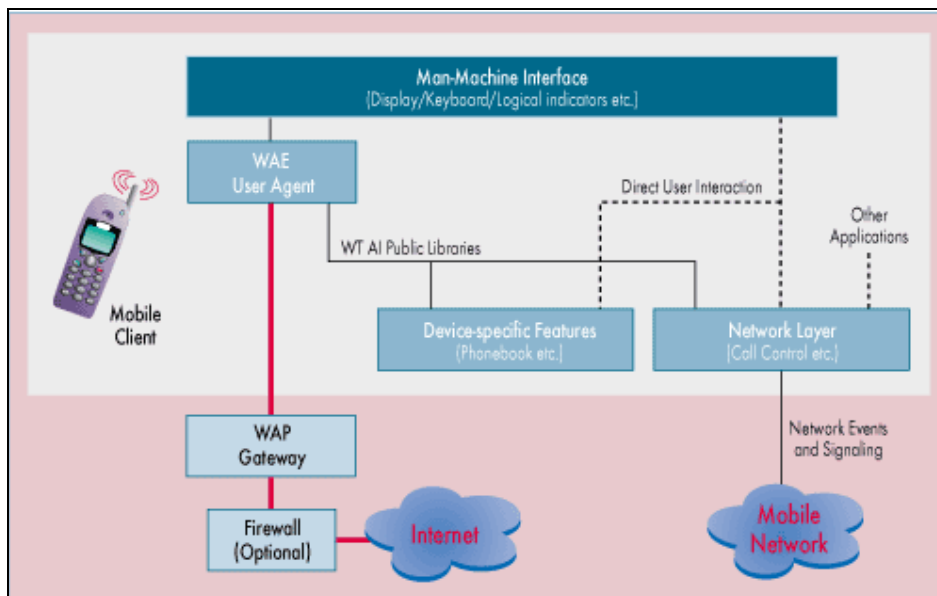 Man-Machine Interface
(Display/Keyboard/Logical indicators etc.)
WAE
User Agent
Direct User Interaction
Other
Applications
WT AI Public Libraries
Mobile
Client
Device-specific Features
(Phonebook etc.)
Network Layer
(Call Control etc.)
WAP
Gateway
Network Events
and Signaling
Firewall
(Optional)
Internet
Mobile
Network